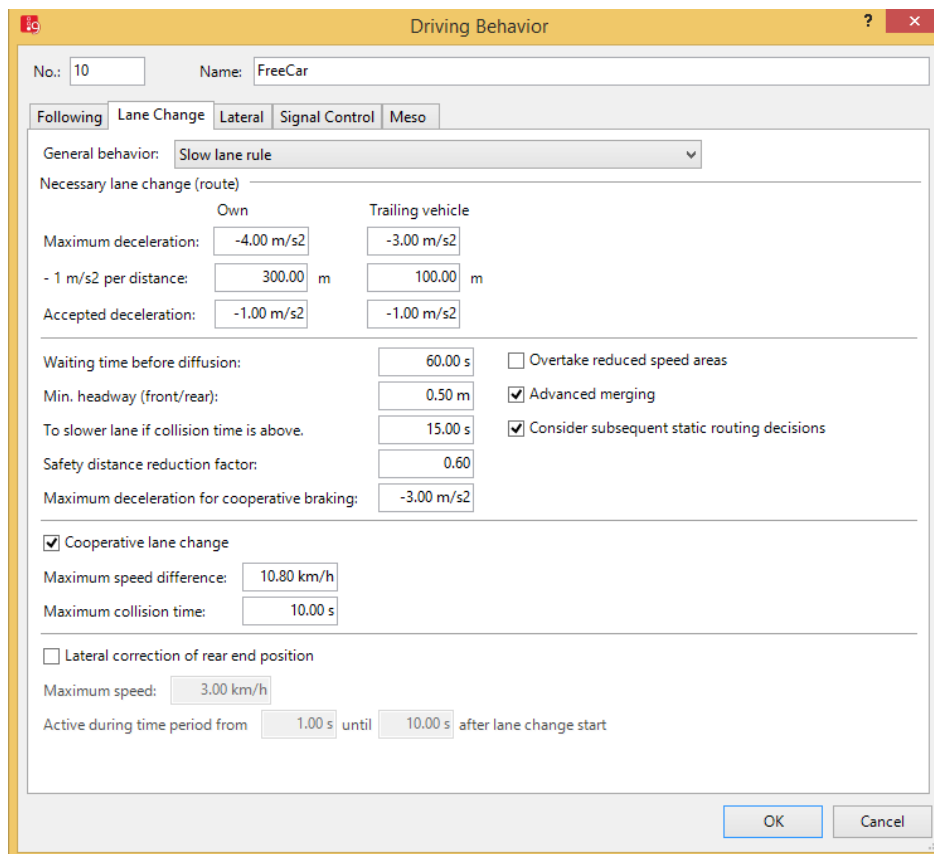 Driving Behavior ? ×
No.: 10 Name: FreeCar
Following Lane Change Lateral Signal Control Meso
General behavior: Slow lane rule
Necessary lane change (route)
Own Trailing vehicle
Maximum deceleration: -4.00 m/s2 -3.00 m/s2
- 1 m/s2 per distance: 300.00 m 100.00 m
Accepted deceleration: -1.00 m/s2 -1.00 m/s2
Waiting time before diffusion: 60.00 s Overtake reduced speed areas
Min. headway (front/rear): 0.50 m Advanced merging
To slower lane if collision time is above. 15.00 s Consider subsequent static routing decisions
Safety distance reduction factor: 0.60
Maximum deceleration for cooperative braking: -3.00 m/s2
Cooperative lane change
Maximum speed difference: 10.80 km/h
Maximum collision time: 10.00 s
Lateral correction of rear end position
Maximum speed: 3.00 km/h
Active during time period from 1.00 s until 10.00 s after lane change start
OK Cancel